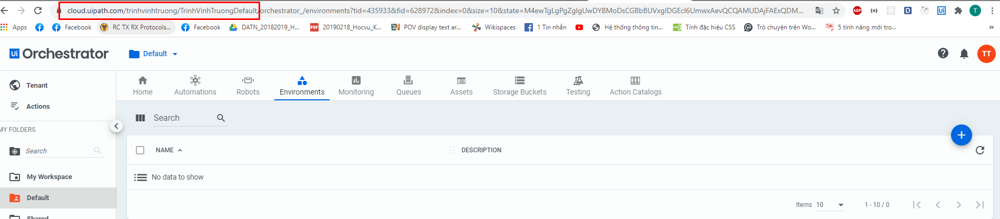 cloud.uipath.com/trinhvinhtruong/TrinhVinhTruongDefault/orchestrator_/environments?tid=435933&fid=628972&index=0&size=10&state=M4ewTgLgPgZglgUwDYBMoDsCGBbBUVxgIDGEcI6UmwxAevQCQAMUDAjFAExQDM...
Apps Facebook RC TX RX Protocols... Facebook DATN_20182019_H... PDF 20190218_Hocvu_K... POV display text ar... Wikispaces 1 Tin nhắn Hệ thống thông tin... Tính đặc hiệu CSS Trò chuyện trên Wo... 5 tính năng mới tro... »
Ui Orchestrator Default TT
Tenant
Actions
MY FOLDERS
Search
My Workspace
Default
Shared
Home Automations Robots Environments Monitoring Queues Assets Storage Buckets Testing Action Catalogs
Search
NAME DESCRIPTION
No data to show
Items 10 1 - 10 / 0